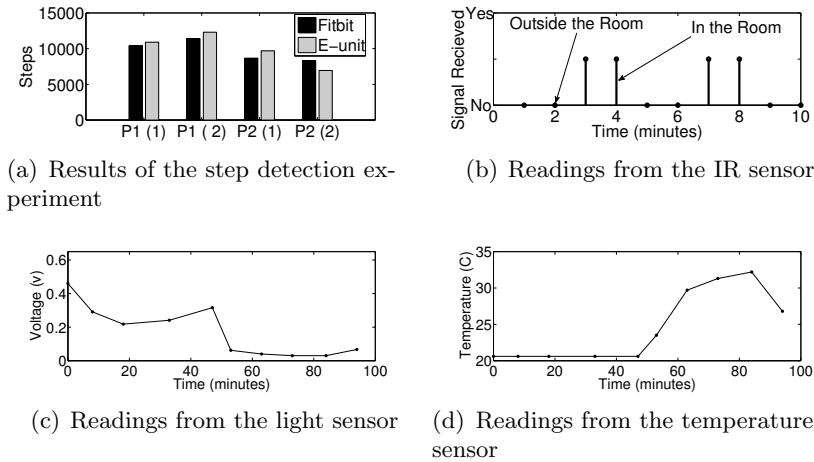 15000
10000
5000
0
Steps
Fitbit
E-unit
P1 (1) P1 ( 2) P2 (1) P2 (2)
(a) Results of the step detection ex-
periment
Yes
No
Signal Recieved
Outside the Room
In the Room
0 2 4 6 8 10
Time (minutes)
(b) Readings from the IR sensor
0.6
0.4
0.2
0
Voltage (v)
0 20 40 60 80 100
Time (minutes)
(c) Readings from the light sensor
35
30
25
20
Temperature (C)
0 20 40 60 80 100
Time (minutes)
(d) Readings from the temperature
sensor